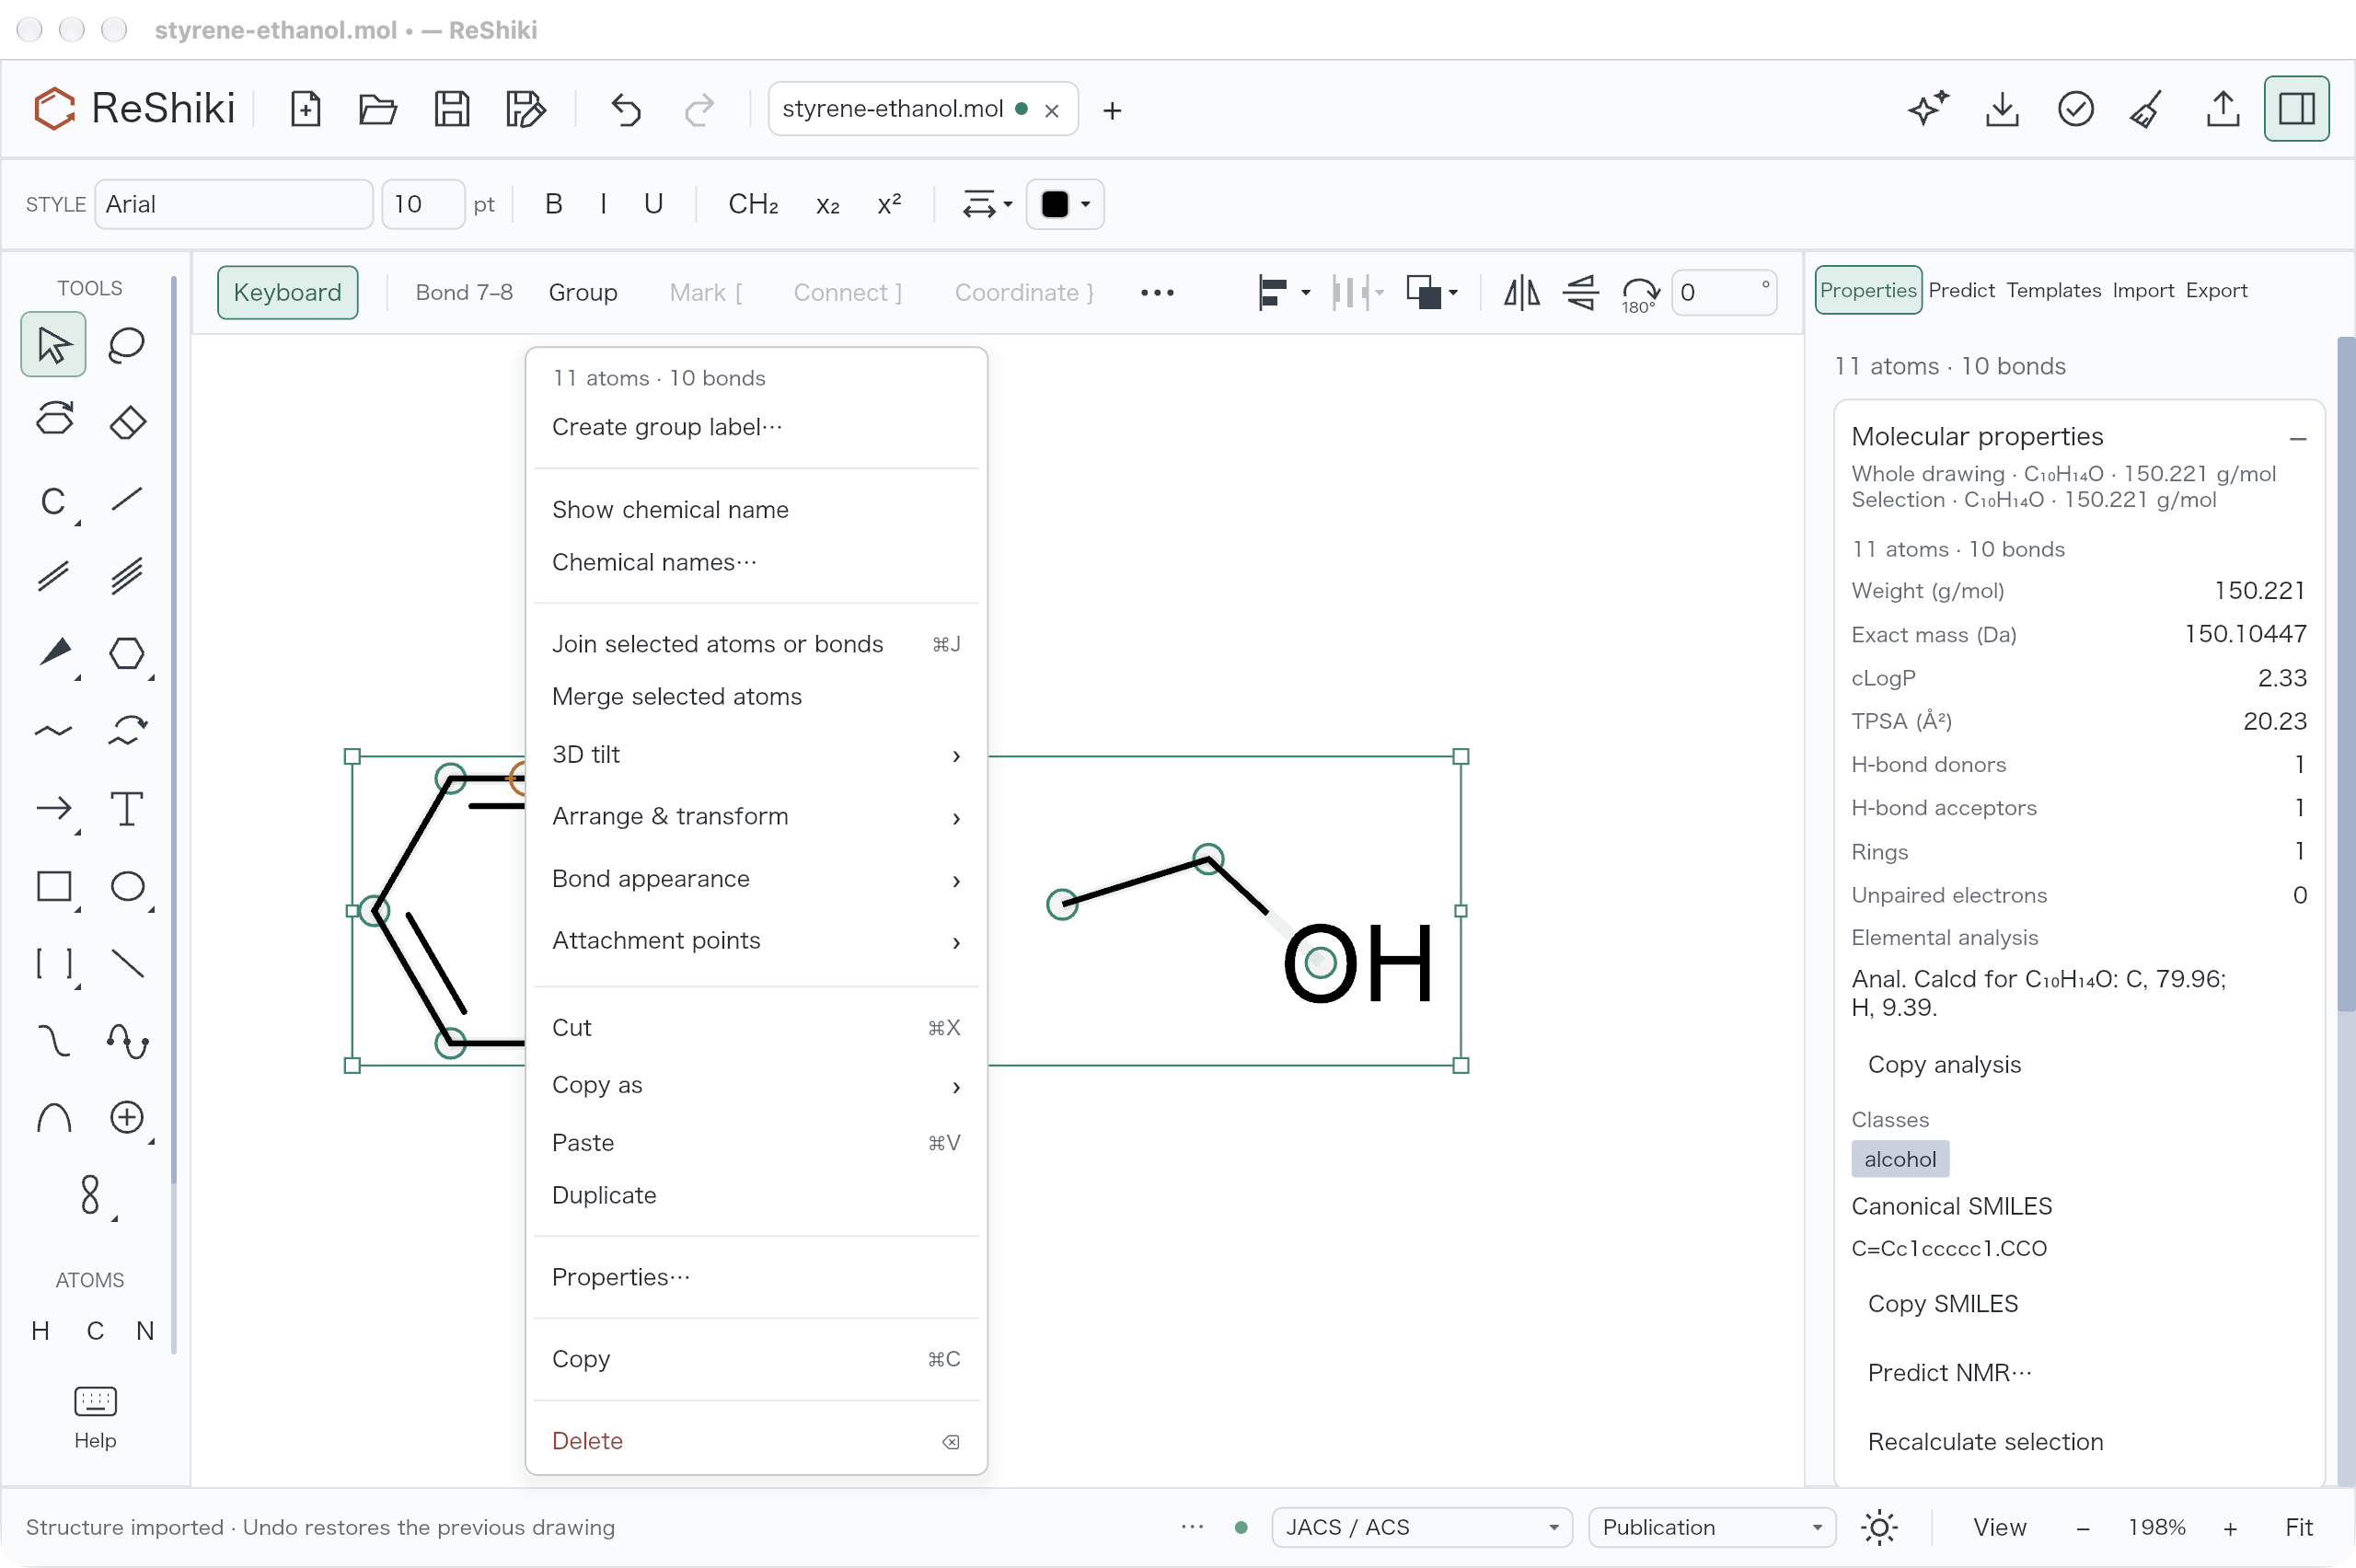 styrene-ethanol.mol • — ReShiki
ReShiki
styrene-ethanol.mol ● × +
STYLE Arial 10 pt B I U CH₂ x₂ x²
TOOLS
Keyboard Bond 7–8 Group Mark [ Connect ] Coordinate } ••• 180° 0 °
Properties Predict Templates Import Export
C
T
[ ]
ATOMS
H C N
Help
11 atoms · 10 bonds
Create group label…
Show chemical name
Chemical names…
Join selected atoms or bonds ⌘J
Merge selected atoms
3D tilt ›
Arrange & transform ›
Bond appearance ›
Attachment points ›
Cut ⌘X
Copy as ›
Paste ⌘V
Duplicate
Properties…
Copy ⌘C
Delete ⌫
OH
11 atoms · 10 bonds
Molecular properties –
Whole drawing · C₁₀H₁₄O · 150.221 g/mol
Selection · C₁₀H₁₄O · 150.221 g/mol
11 atoms · 10 bonds
Weight (g/mol) 150.221
Exact mass (Da) 150.10447
cLogP 2.33
TPSA (Å²) 20.23
H-bond donors 1
H-bond acceptors 1
Rings 1
Unpaired electrons 0
Elemental analysis
Anal. Calcd for C₁₀H₁₄O: C, 79.96;
H, 9.39.
Copy analysis
Classes
alcohol
Canonical SMILES
C=Cc1ccccc1.CCO
Copy SMILES
Predict NMR…
Recalculate selection
Structure imported · Undo restores the previous drawing
… ● JACS / ACS Publication View – 198% + Fit